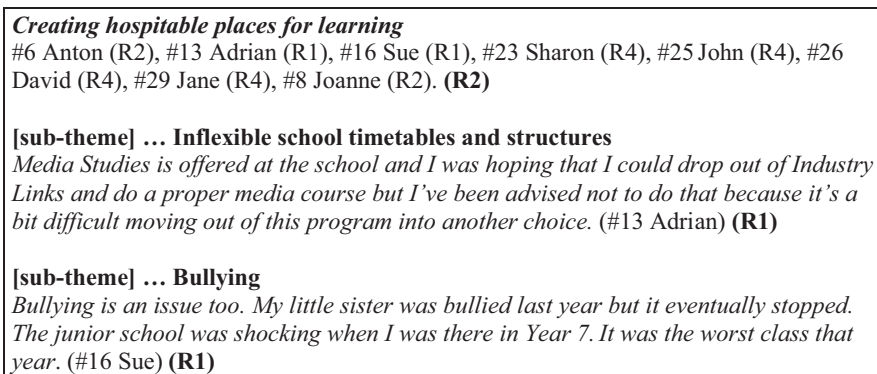 Creating hospitable places for learning
#6 Anton (R2), #13 Adrian (R1), #16 Sue (R1), #23 Sharon (R4), #25 John (R4), #26
David (R4), #29 Jane (R4), #8 Joanne (R2). (R2)
[sub-theme] … Inflexible school timetables and structures
Media Studies is offered at the school and I was hoping that I could drop out of Industry
Links and do a proper media course but I’ve been advised not to do that because it’s a
bit difficult moving out of this program into another choice. (#13 Adrian) (R1)
[sub-theme] … Bullying
Bullying is an issue too. My little sister was bullied last year but it eventually stopped.
The junior school was shocking when I was there in Year 7. It was the worst class that
year. (#16 Sue) (R1)